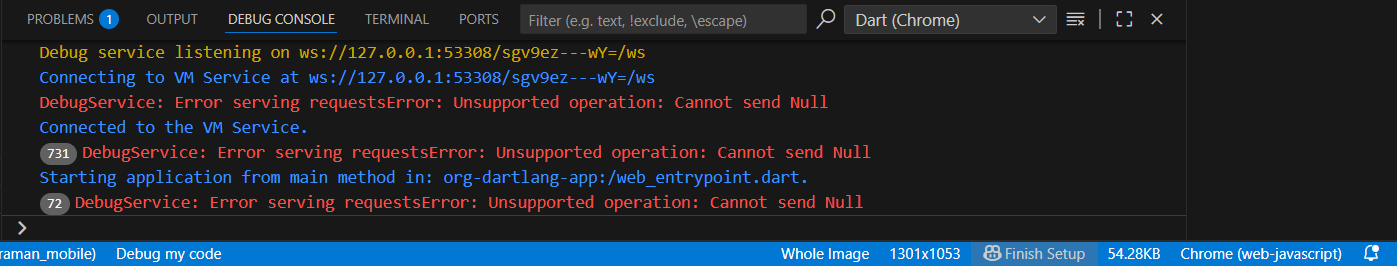 PROBLEMS 1 OUTPUT DEBUG CONSOLE TERMINAL PORTS Filter (e.g. text, !exclude, \escape) Dart (Chrome)
Debug service listening on ws://127.0.0.1:53308/sgv9ez---wY=/ws
Connecting to VM Service at ws://127.0.0.1:53308/sgv9ez---wY=/ws
DebugService: Error serving requestsError: Unsupported operation: Cannot send Null
Connected to the VM Service.
731 DebugService: Error serving requestsError: Unsupported operation: Cannot send Null
Starting application from main method in: org-dartlang-app:/web_entrypoint.dart.
72 DebugService: Error serving requestsError: Unsupported operation: Cannot send Null
raman_mobile) Debug my code Whole Image 1301x1053 Finish Setup 54.28KB Chrome (web-javascript)